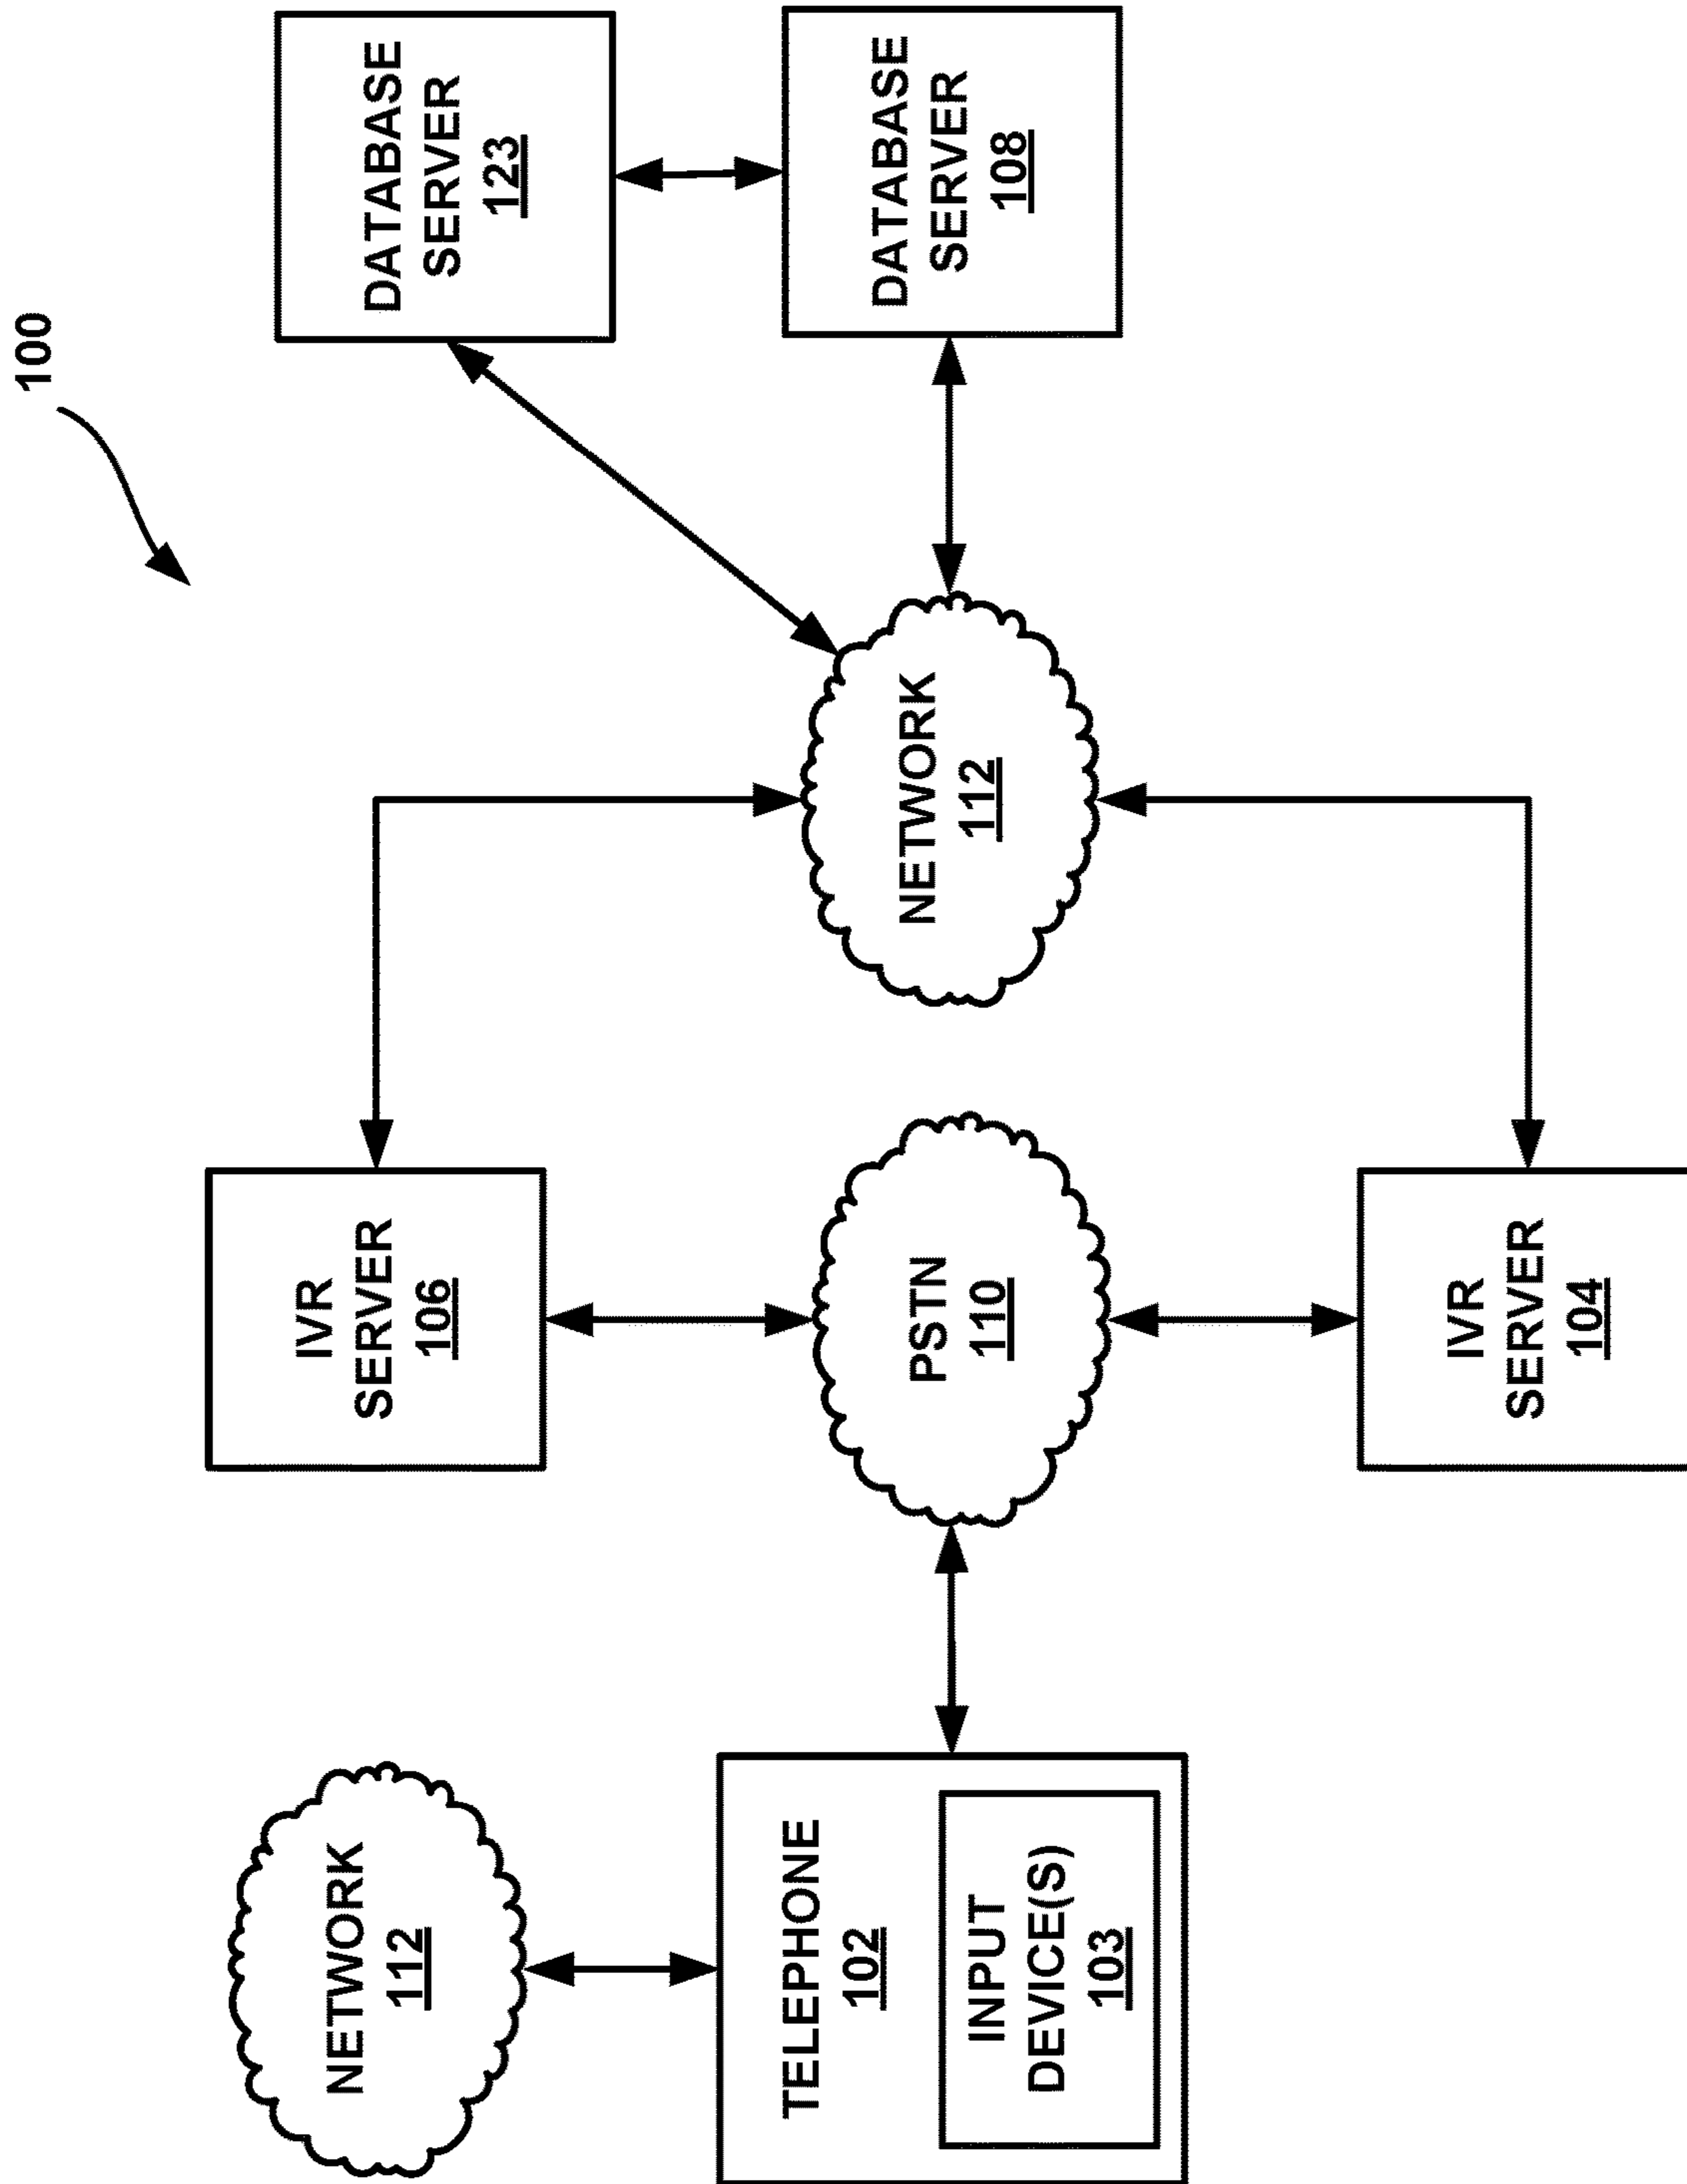 100
NETWORK
112
TELEPHONE
102
INPUT
DEVICE(S)
103
IVR
SERVER
106
PSTN
110
IVR
SERVER
104
NETWORK
112
DATABASE
SERVER
123
DATABASE
SERVER
108